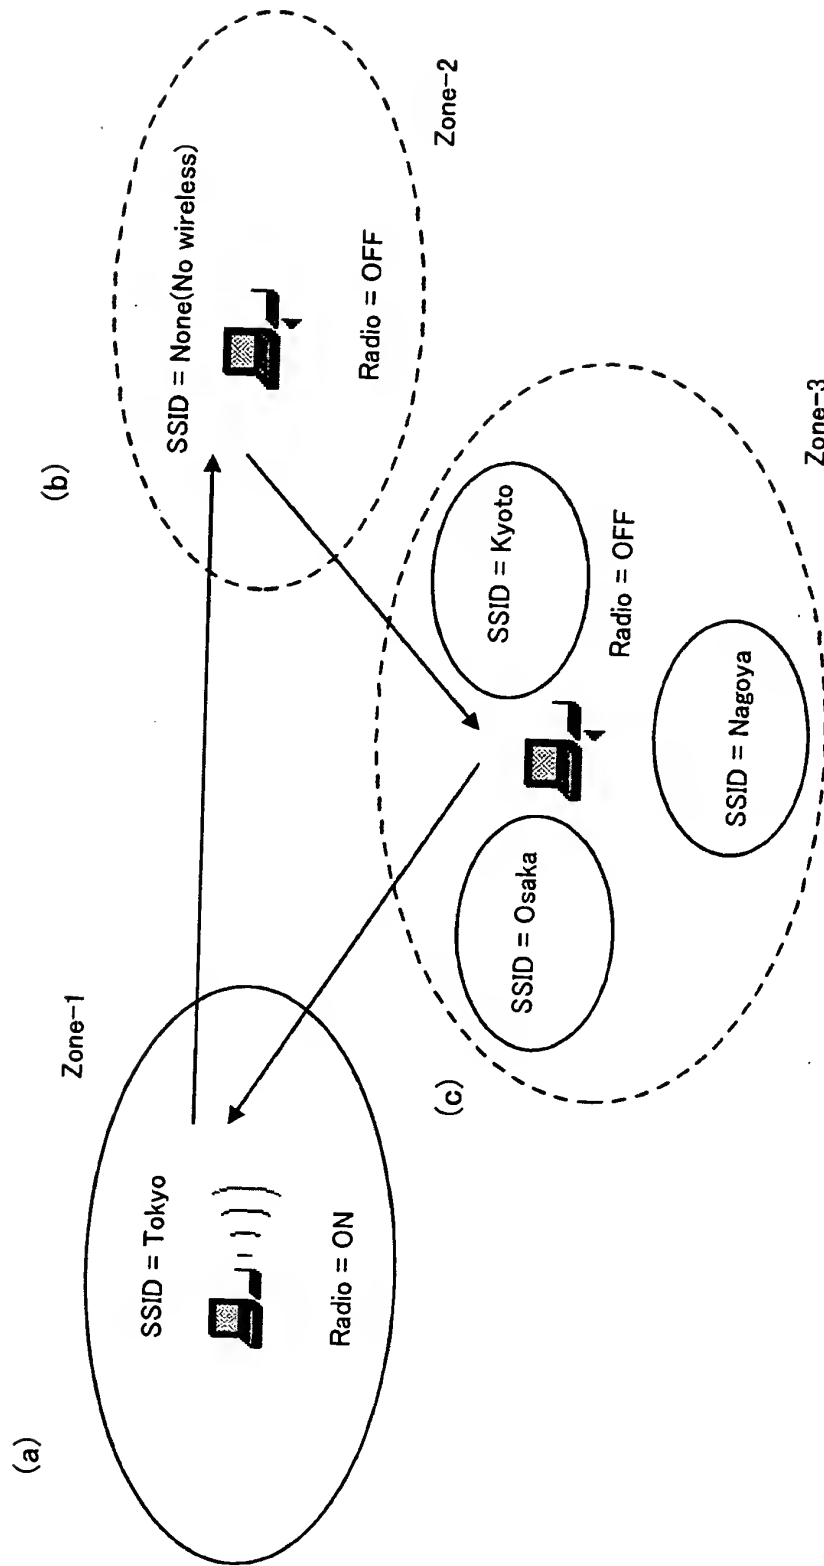 (a)
Zone-1
SSID = Tokyo
Radio = ON
(b)
SSID = None(No wireless)
Radio = OFF
Zone-2
(c)
SSID = Osaka
SSID = Kyoto
Radio = OFF
SSID = Nagoya
Zone-3